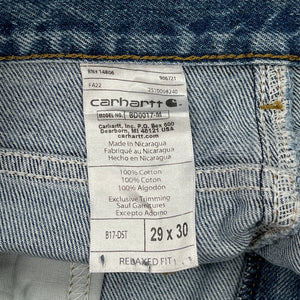 RN# 14806 906721
FA22 2510008240
carhartt
MODEL NO. BD0017-M
Carhartt, Inc. P.O. Box 600
Dearborn, MI 48121 USA
carhartt.com
Made in Nicaragua
Fabriqué au Nicaragua
Hecho en Nicaragua
100% Cotton
100% Coton
100% Algodón
Exclusive Trimming
Sauf Garnitures
Excepto Adorno
B17-DST 29 x 30
RELAXED FIT